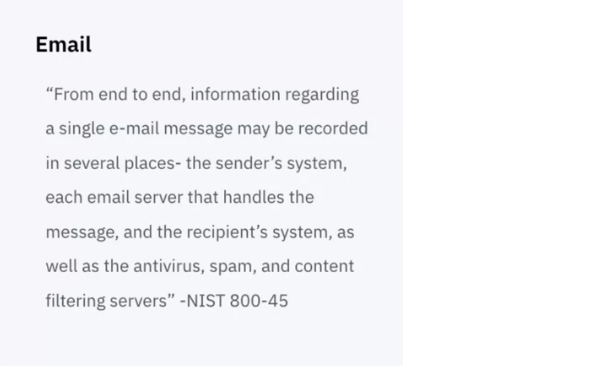 Email
“From end to end, information regarding
a single e-mail message may be recorded
in several places- the sender’s system,
each email server that handles the
message, and the recipient’s system, as
well as the antivirus, spam, and content
filtering servers” -NIST 800-45